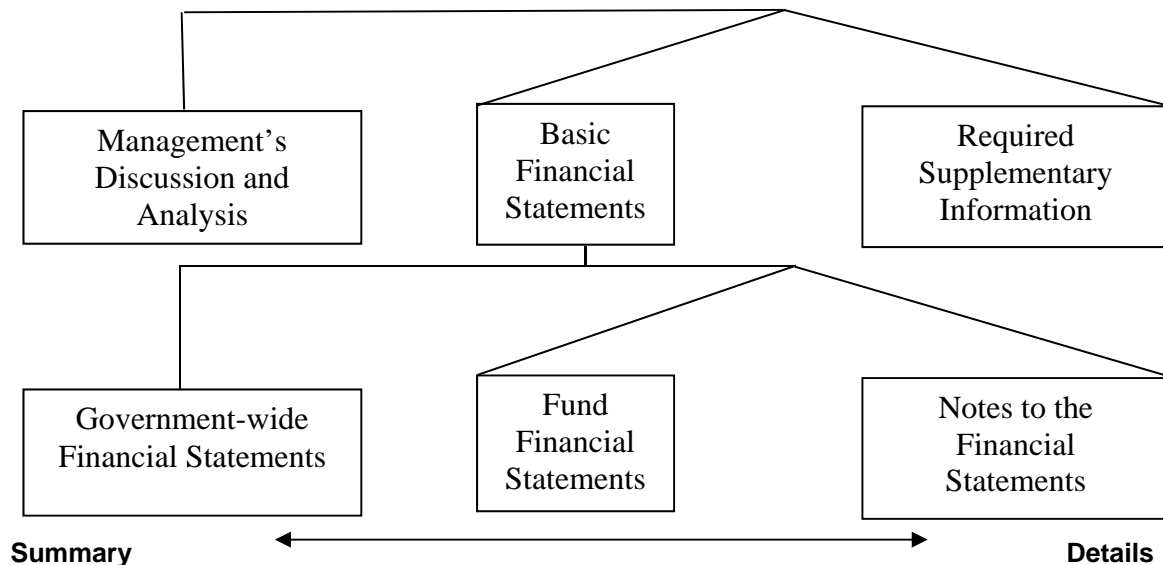 Management’s
Discussion and
Analysis
Basic
Financial
Statements
Required
Supplementary
Information
Government-wide
Financial Statements
Fund
Financial
Statements
Notes to the
Financial
Statements
Summary
Details